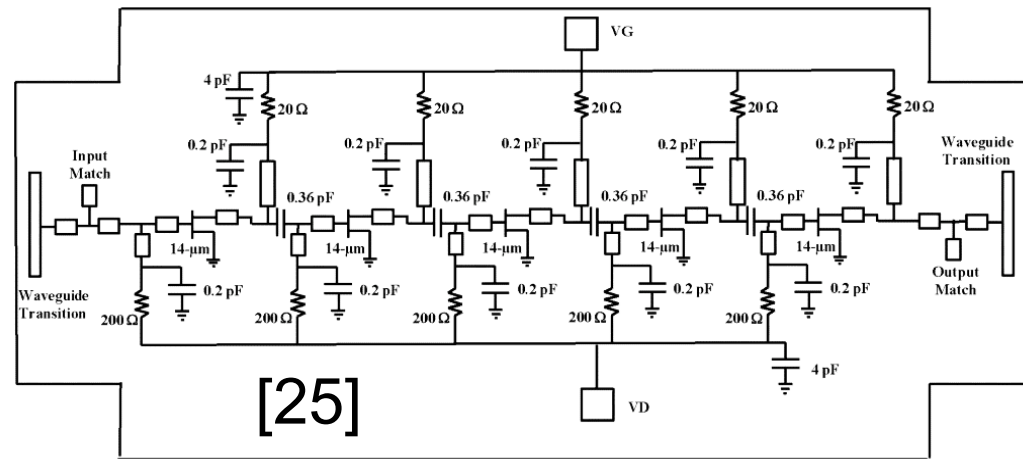 VG
4 pF
20 Ω
20 Ω
20 Ω
20 Ω
20 Ω
0.2 pF
0.2 pF
0.2 pF
0.2 pF
0.2 pF
Input
Match
Waveguide
Transition
0.36 pF
0.36 pF
0.36 pF
0.36 pF
14-μm
14-μm
14-μm
14-μm
14-μm
Waveguide
Transition
Output
Match
0.2 pF
0.2 pF
0.2 pF
0.2 pF
0.2 pF
200 Ω
200 Ω
200 Ω
200 Ω
200 Ω
4 pF
[25]
VD